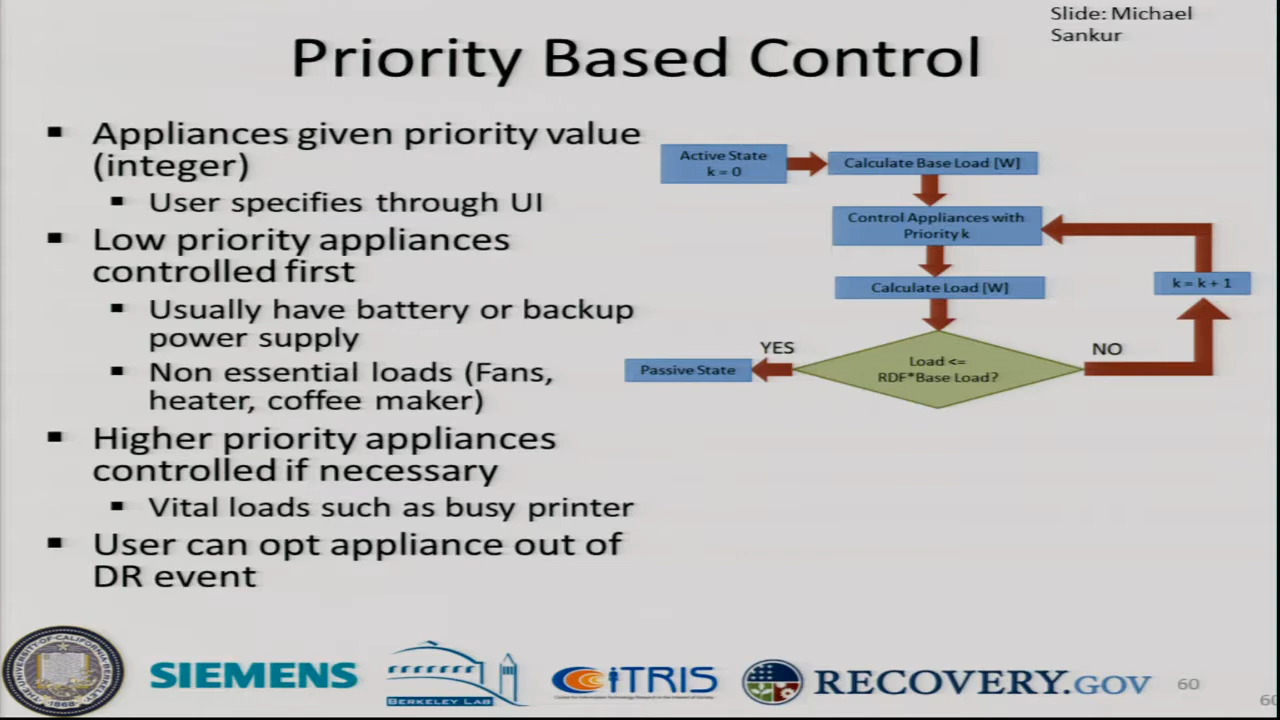 Slide: Michael
Sankur
Priority Based Control
▪ Appliances given priority value
(integer)
▪ User specifies through UI
▪ Low priority appliances
controlled first
▪ Usually have battery or backup
power supply
▪ Non essential loads (Fans,
heater, coffee maker)
▪ Higher priority appliances
controlled if necessary
▪ Vital loads such as busy printer
▪ User can opt appliance out of
DR event
Active State
k = 0
Calculate Base Load [W]
Control Appliances with
Priority k
Calculate Load [W]
k = k + 1
YES
NO
Load <=
RDF*Base Load?
Passive State
SIEMENS
BERKELEY LAB
CiTRIS
RECOVERY.GOV
60
60
1868